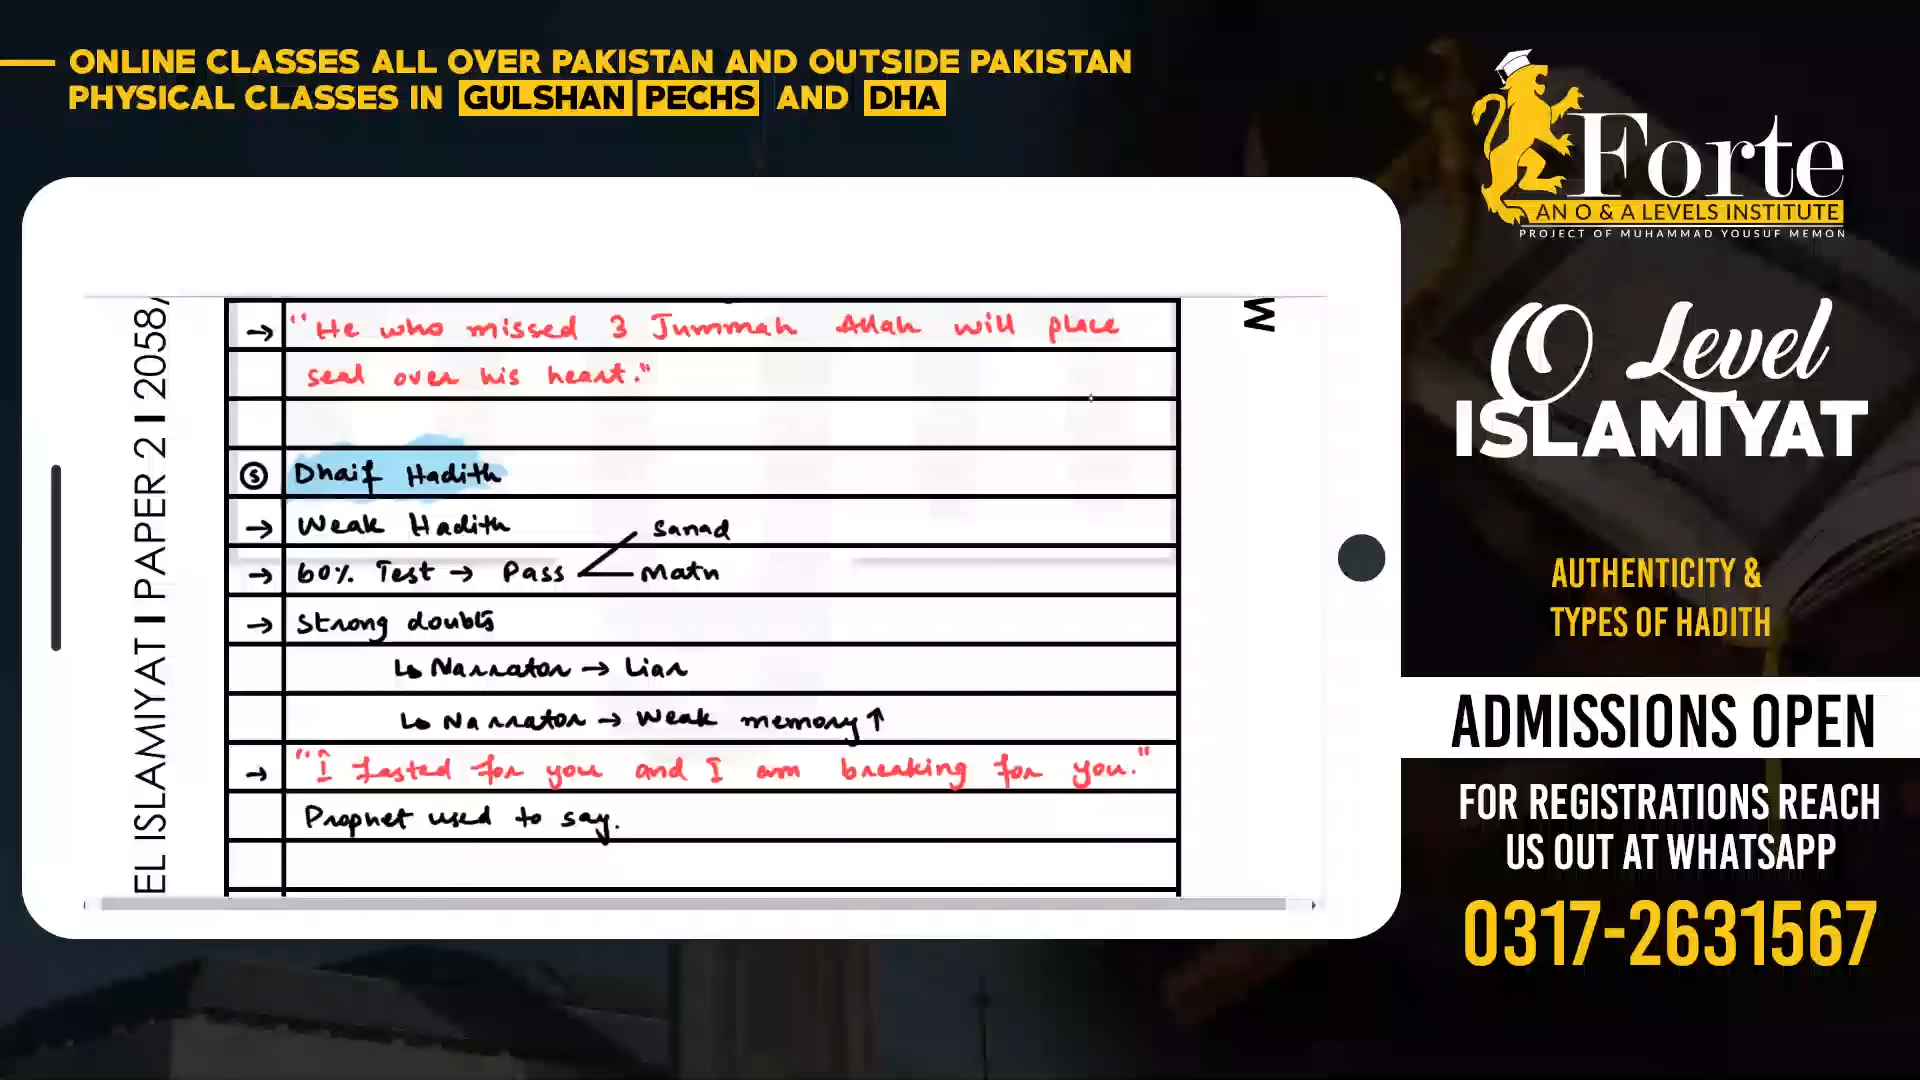 ONLINE CLASSES ALL OVER PAKISTAN AND OUTSIDE PAKISTAN
PHYSICAL CLASSES IN GULSHAN PECHS AND DHA
Forte
AN O & A LEVELS INSTITUTE
PROJECT OF MUHAMMAD YOUSUF MEMON
O Level
ISLAMIYAT
AUTHENTICITY &
TYPES OF HADITH
ADMISSIONS OPEN
FOR REGISTRATIONS REACH
US OUT AT WHATSAPP
0317-2631567
EL ISLAMIYAT I PAPER 2 I 2058/
W
→ "He who missed 3 Jummah Allah will place
seal over his heart."
⑤ Dhaif Hadith
→ Weak Hadith
→ 60% Test → Pass Sanad
Matn
→ Strong doubts
↳ Narrator → Liar
↳ Narrator → Weak memory ↑
→ "I fasted for you and I am breaking for you."
Prophet used to say.